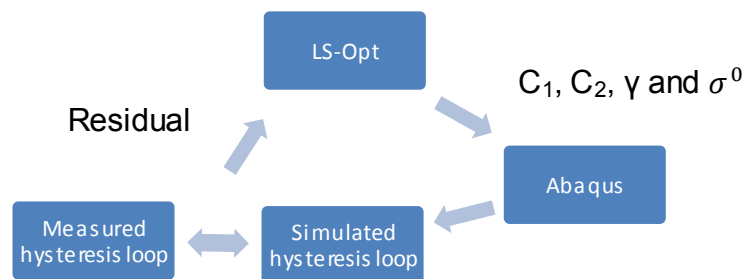 LS-Opt
C₁, C₂, γ and σ⁰
Residual
Abaqus
Measured
hysteresis loop
Simulated
hysteresis loop